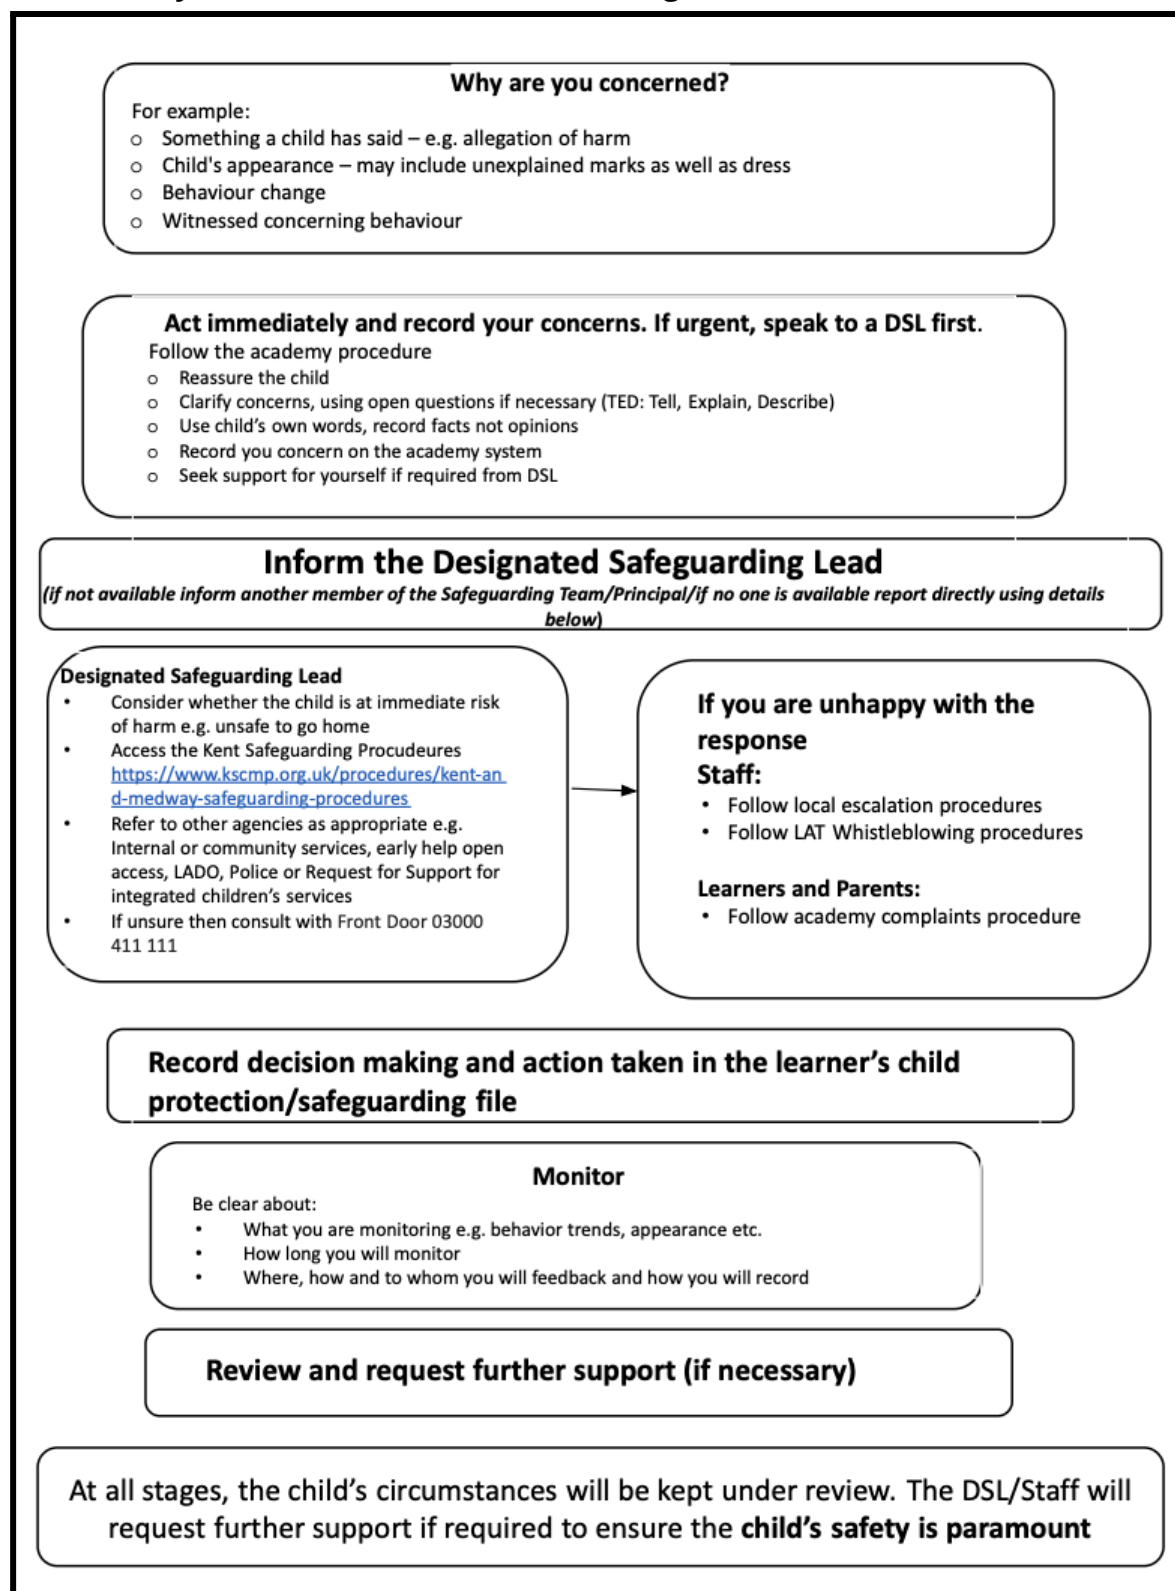 Why are you concerned?
For example:
o Something a child has said – e.g. allegation of harm
o Child's appearance – may include unexplained marks as well as dress
o Behaviour change
o Witnessed concerning behaviour
Act immediately and record your concerns. If urgent, speak to a DSL first.
Follow the academy procedure
o Reassure the child
o Clarify concerns, using open questions if necessary (TED: Tell, Explain, Describe)
o Use child’s own words, record facts not opinions
o Record you concern on the academy system
o Seek support for yourself if required from DSL
Inform the Designated Safeguarding Lead
(if not available inform another member of the Safeguarding Team/Principal/if no one is available report directly using details
below)
Designated Safeguarding Lead
• Consider whether the child is at immediate risk
of harm e.g. unsafe to go home
• Access the Kent Safeguarding Procudeures
https://www.kscmp.org.uk/procedures/kent-an
d-medway-safeguarding-procedures
• Refer to other agencies as appropriate e.g.
Internal or community services, early help open
access, LADO, Police or Request for Support for
integrated children’s services
• If unsure then consult with Front Door 03000
411 111
If you are unhappy with the
response
Staff:
• Follow local escalation procedures
• Follow LAT Whistleblowing procedures
Learners and Parents:
• Follow academy complaints procedure
Record decision making and action taken in the learner’s child
protection/safeguarding file
Monitor
Be clear about:
• What you are monitoring e.g. behavior trends, appearance etc.
• How long you will monitor
• Where, how and to whom you will feedback and how you will record
Review and request further support (if necessary)
At all stages, the child’s circumstances will be kept under review. The DSL/Staff will
request further support if required to ensure the child’s safety is paramount